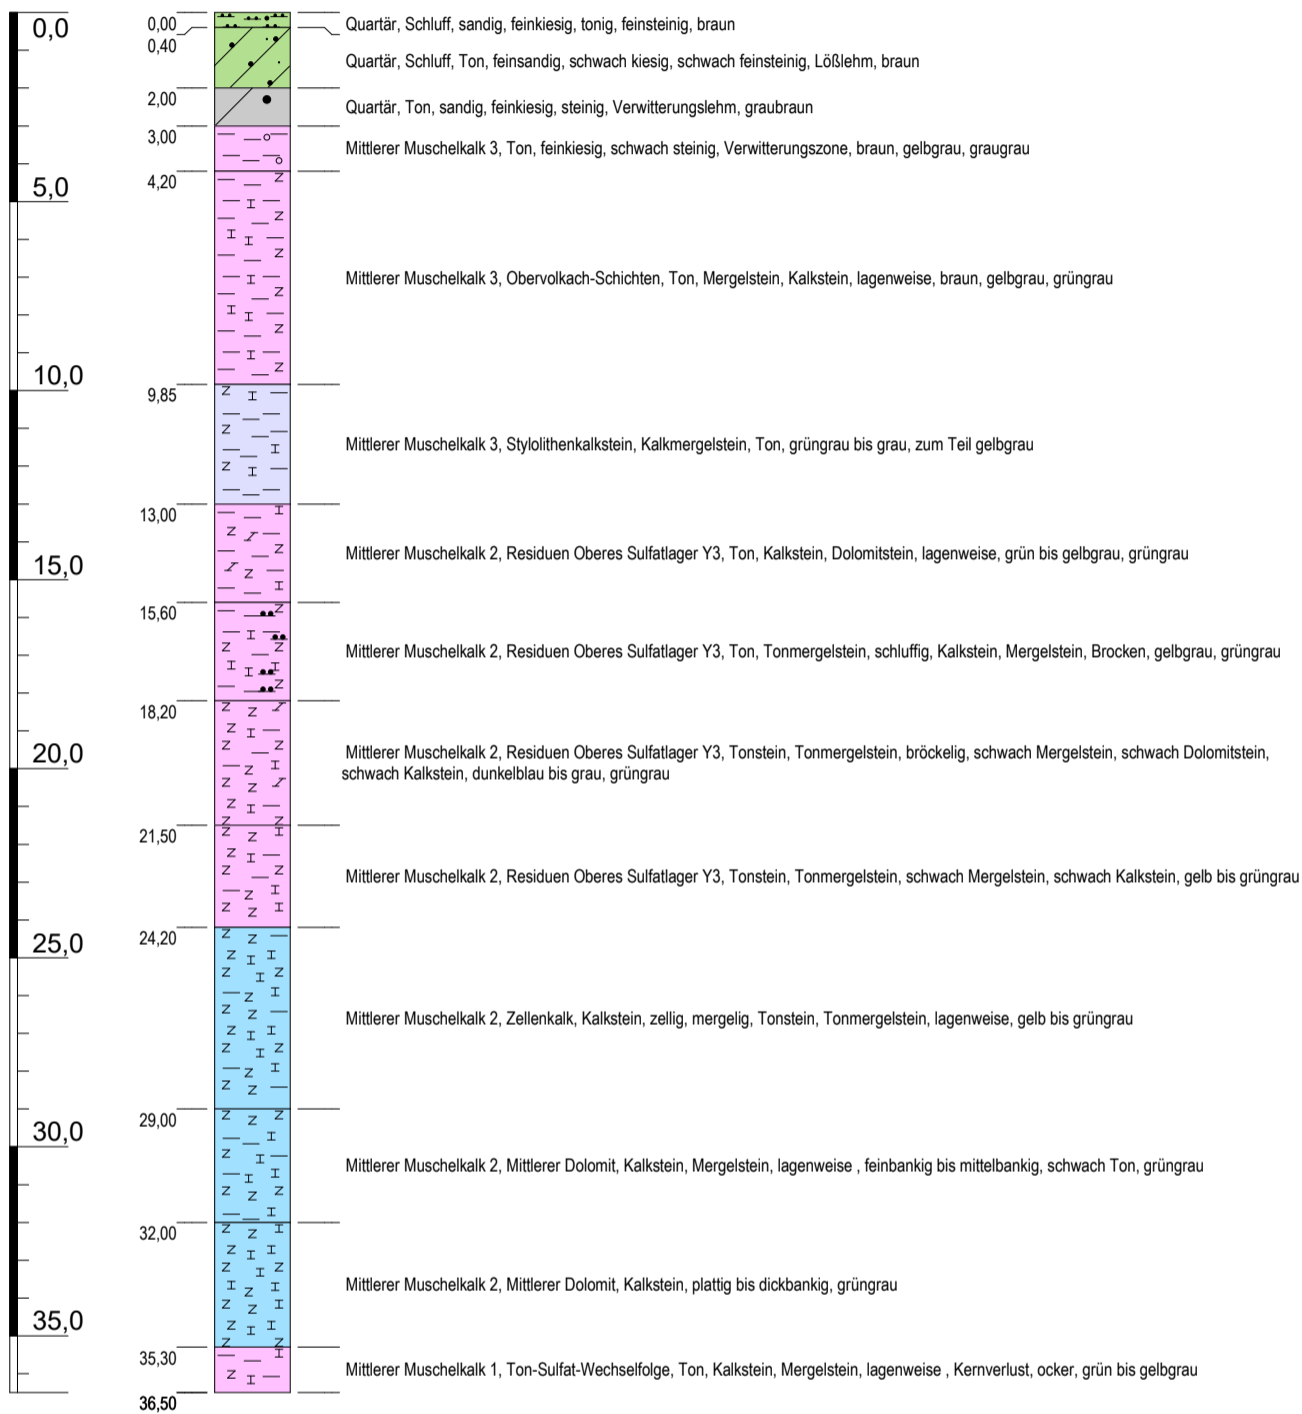 0,0
0,00
Quartär, Schluff, sandig, feinkiesig, tonig, feinsteinig, braun
0,40
Quartär, Schluff, Ton, feinsandig, schwach kiesig, schwach feinsteinig, Lößlehm, braun
2,00
Quartär, Ton, sandig, feinkiesig, steinig, Verwitterungslehm, graubraun
3,00
Mittlerer Muschelkalk 3, Ton, feinkiesig, schwach steinig, Verwitterungszone, braun, gelbgrau, graugrau
4,20
5,0
Mittlerer Muschelkalk 3, Obervolkach-Schichten, Ton, Mergelstein, Kalkstein, lagenweise, braun, gelbgrau, grüngrau
10,0
9,85
Mittlerer Muschelkalk 3, Stylolithenkalkstein, Kalkmergelstein, Ton, grüngrau bis grau, zum Teil gelbgrau
13,00
Mittlerer Muschelkalk 2, Residuen Oberes Sulfatlager Y3, Ton, Kalkstein, Dolomitstein, lagenweise, grün bis gelbgrau, grüngrau
15,0
15,60
Mittlerer Muschelkalk 2, Residuen Oberes Sulfatlager Y3, Ton, Tonmergelstein, schluffig, Kalkstein, Mergelstein, Brocken, gelbgrau, grüngrau
18,20
Mittlerer Muschelkalk 2, Residuen Oberes Sulfatlager Y3, Tonstein, Tonmergelstein, bröckelig, schwach Mergelstein, schwach Dolomitstein,
schwach Kalkstein, dunkelblau bis grau, grüngrau
20,0
21,50
Mittlerer Muschelkalk 2, Residuen Oberes Sulfatlager Y3, Tonstein, Tonmergelstein, schwach Mergelstein, schwach Kalkstein, gelb bis grüngrau
24,20
25,0
Mittlerer Muschelkalk 2, Zellenkalk, Kalkstein, zellig, mergelig, Tonstein, Tonmergelstein, lagenweise, gelb bis grüngrau
29,00
30,0
Mittlerer Muschelkalk 2, Mittlerer Dolomit, Kalkstein, Mergelstein, lagenweise , feinbankig bis mittelbankig, schwach Ton, grüngrau
32,00
Mittlerer Muschelkalk 2, Mittlerer Dolomit, Kalkstein, plattig bis dickbankig, grüngrau
35,0
35,30
Mittlerer Muschelkalk 1, Ton-Sulfat-Wechselfolge, Ton, Kalkstein, Mergelstein, lagenweise , Kernverlust, ocker, grün bis gelbgrau
36,50